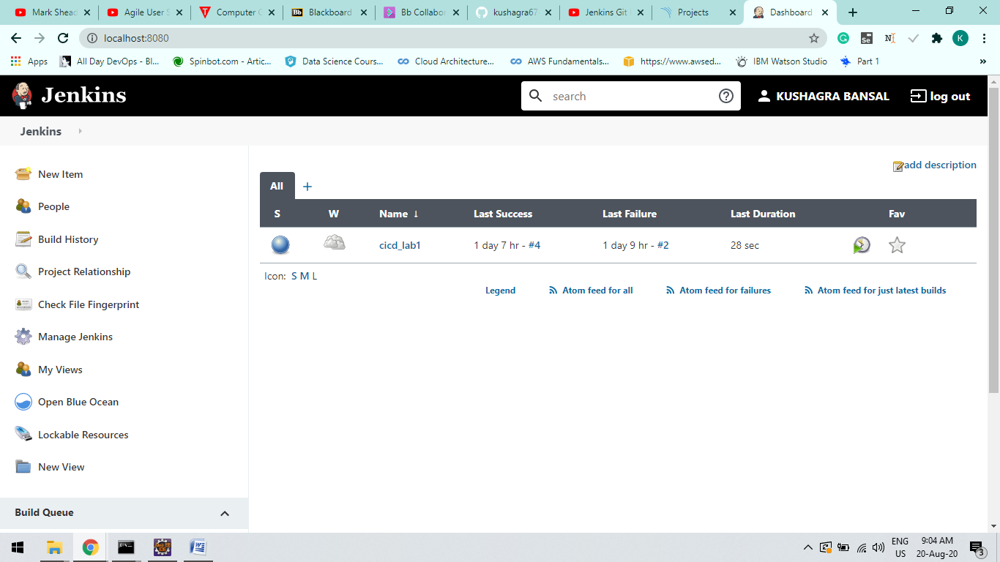 Mark Shea
Agile User S
Computer
Blackboard
Bb Collabor
kushagra67
Jenkins Git
Projects
Dashboard
localhost:8080
K
Apps
All Day DevOps - Bl...
Spinbot.com - Artic...
Data Science Cours...
Cloud Architecture...
AWS Fundamentals...
https://www.awsed...
IBM Watson Studio
Part 1
»
Jenkins
search
KUSHAGRA BANSAL
log out
Jenkins
New Item
People
Build History
Project Relationship
Check File Fingerprint
Manage Jenkins
My Views
Open Blue Ocean
Lockable Resources
New View
Build Queue
add description
All +
S W Name ↓ Last Success Last Failure Last Duration Fav
cicd_lab1 1 day 7 hr - #4 1 day 9 hr - #2 28 sec
Icon: S M L
Legend Atom feed for all Atom feed for failures Atom feed for just latest builds
ENG
US
9:04 AM
20-Aug-20
3